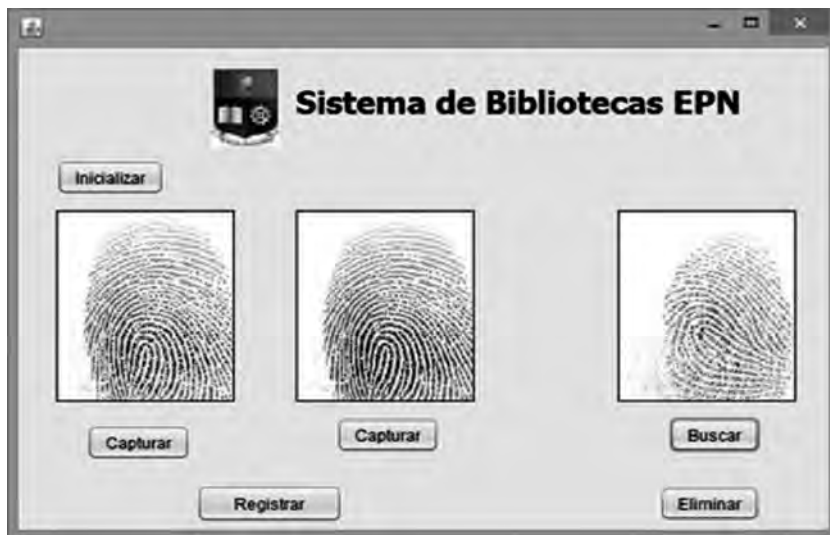 Sistema de Bibliotecas EPN
Inicializar
Capturar
Capturar
Buscar
Registrar
Eliminar